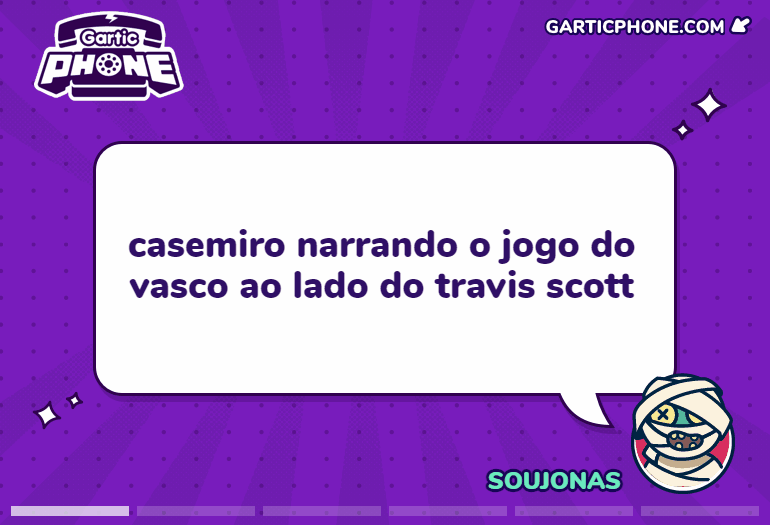 Gartic
PHONE
GARTICPHONE.COM
casemiro narrando o jogo do
vasco ao lado do travis scott
SOUJONAS